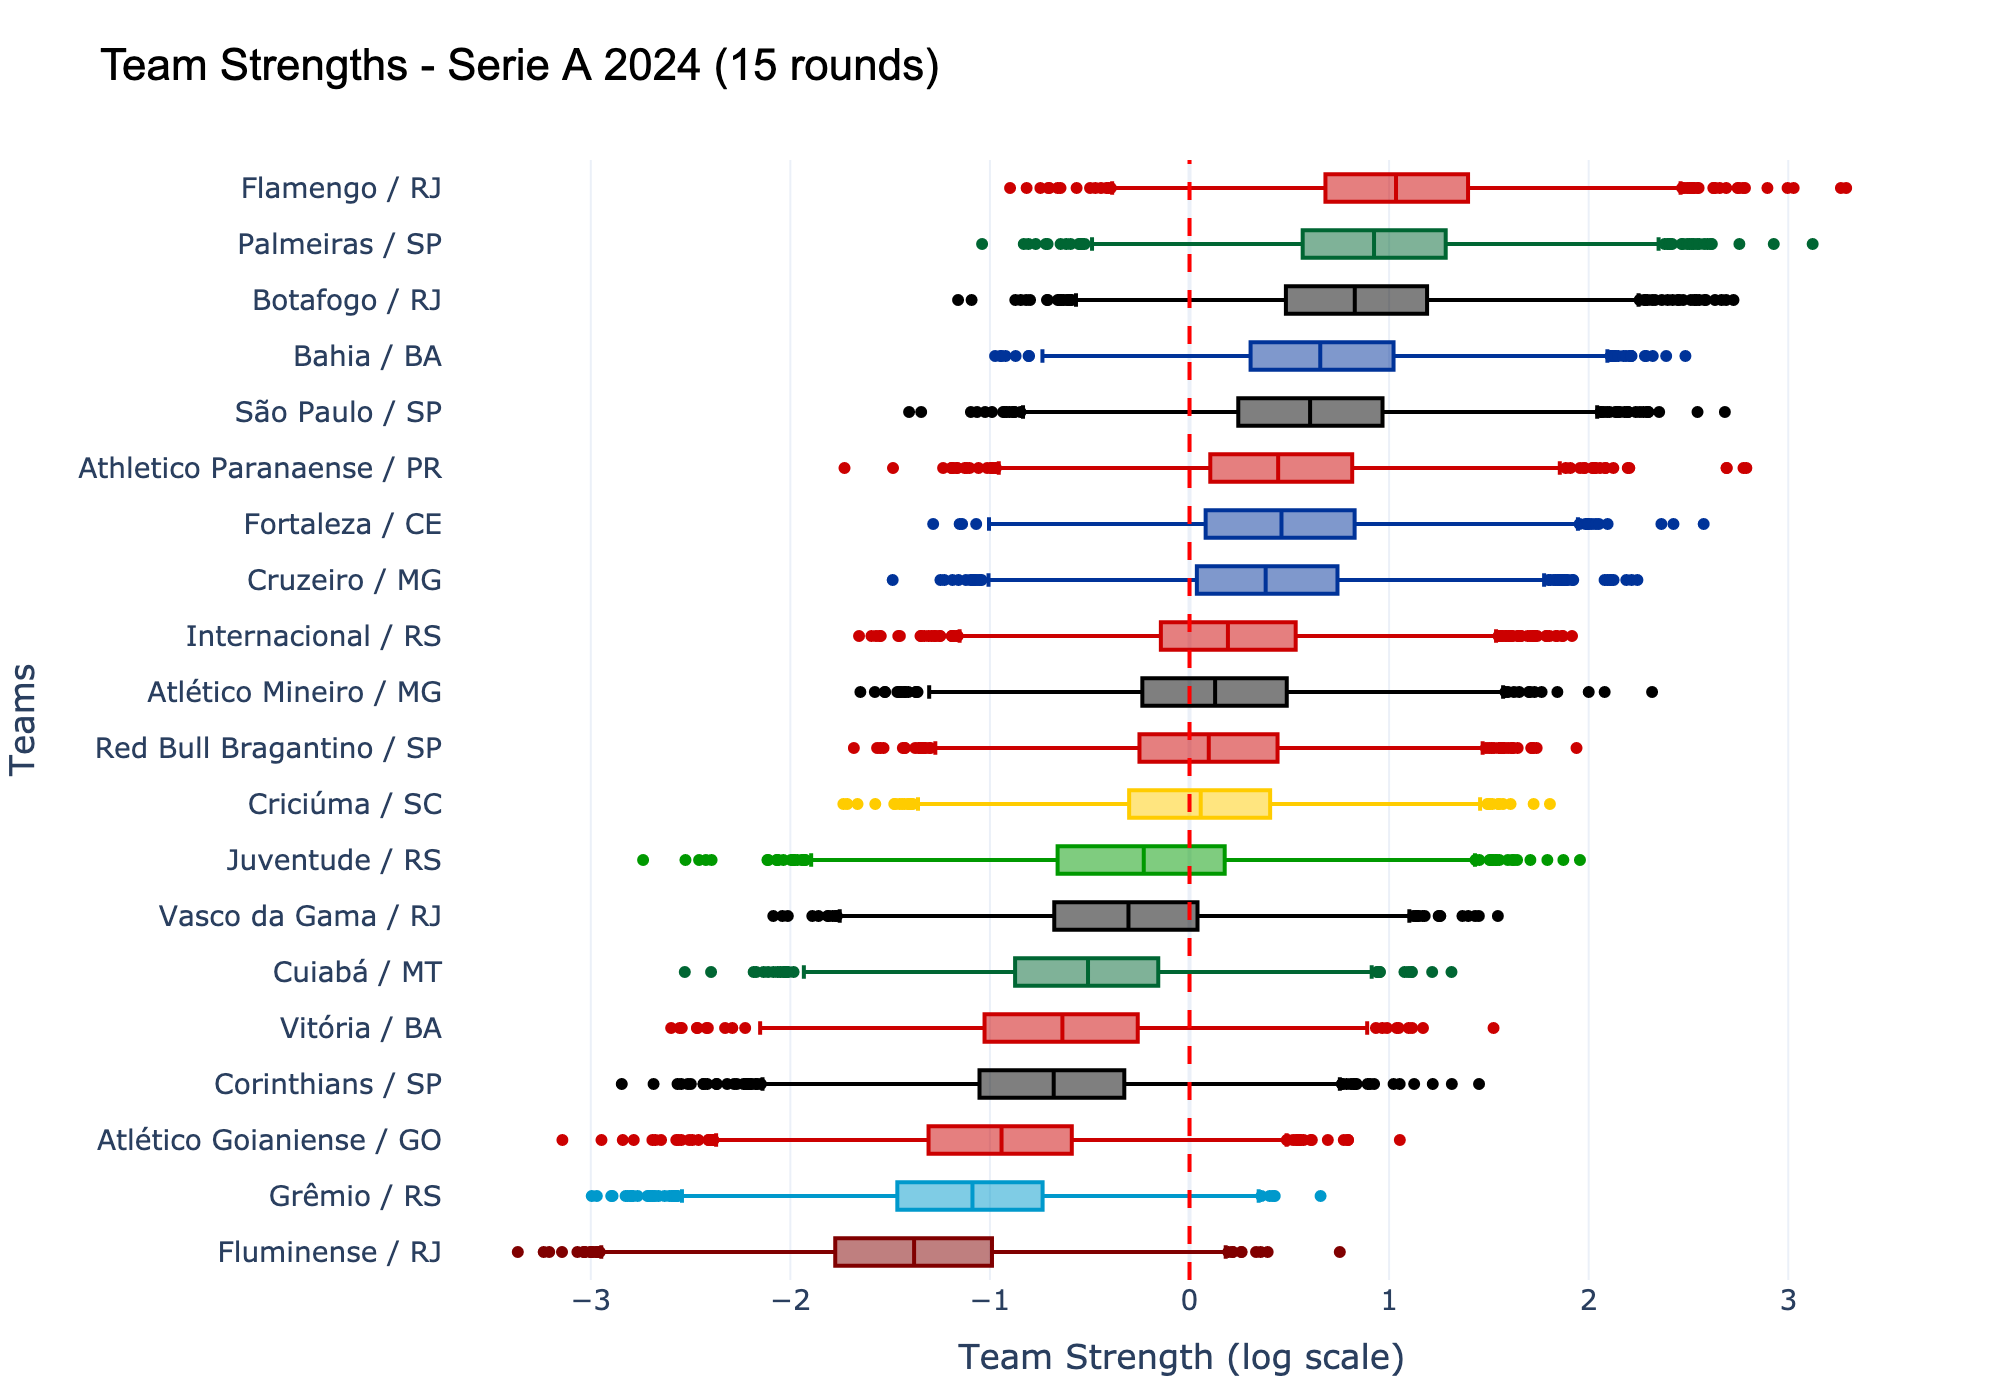 Team Strengths - Serie A 2024 (15 rounds)
Flamengo / RJ
Palmeiras / SP
Botafogo / RJ
Bahia / BA
São Paulo / SP
Athletico Paranaense / PR
Fortaleza / CE
Cruzeiro / MG
Internacional / RS
Atlético Mineiro / MG
Red Bull Bragantino / SP
Criciúma / SC
Juventude / RS
Vasco da Gama / RJ
Cuiabá / MT
Vitória / BA
Corinthians / SP
Atlético Goianiense / GO
Grêmio / RS
Fluminense / RJ
Teams
−3 −2 −1 0 1 2 3
Team Strength (log scale)